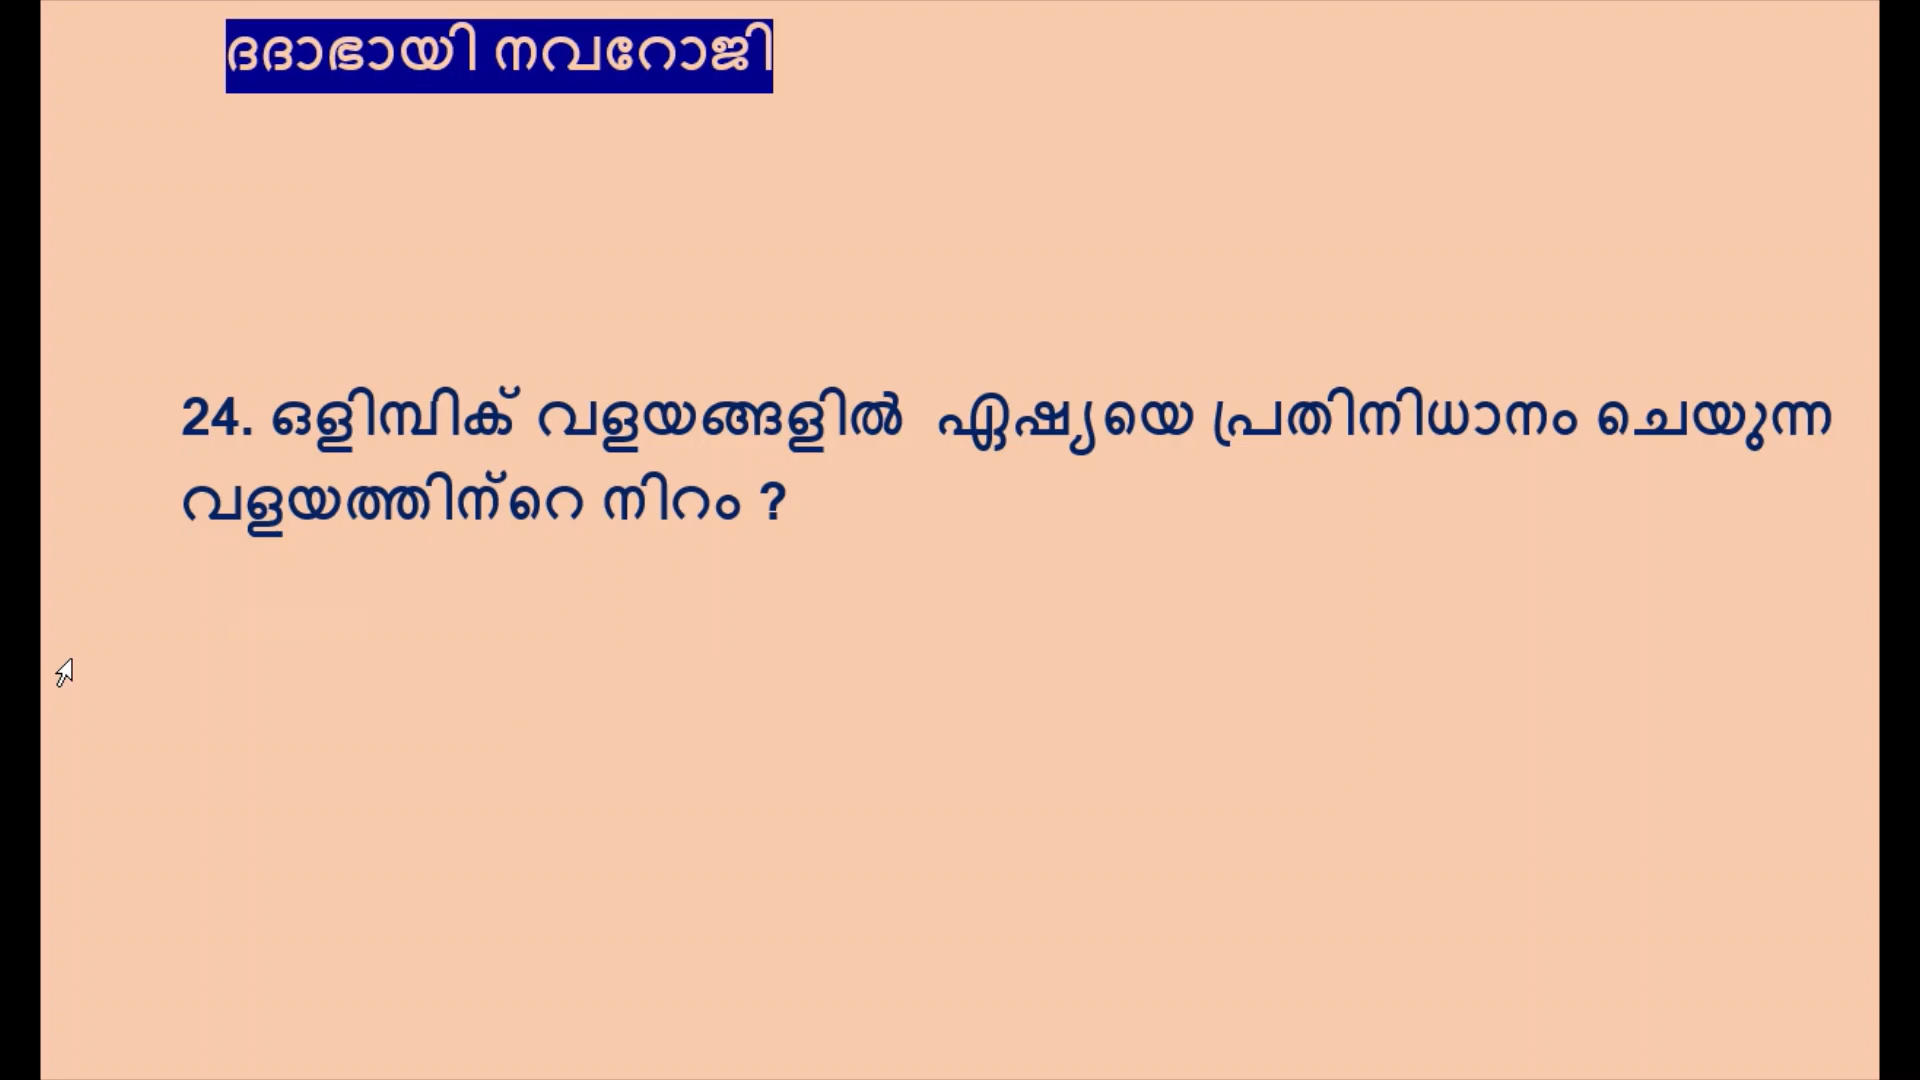 ദദാഭായി നവറോജി
24. ഒളിമ്പിക് വളയങ്ങളിൽ ഏഷ്യയെ പ്രതിനിധാനം ചെയുന്ന
വളയത്തിന്റെ നിറം ?